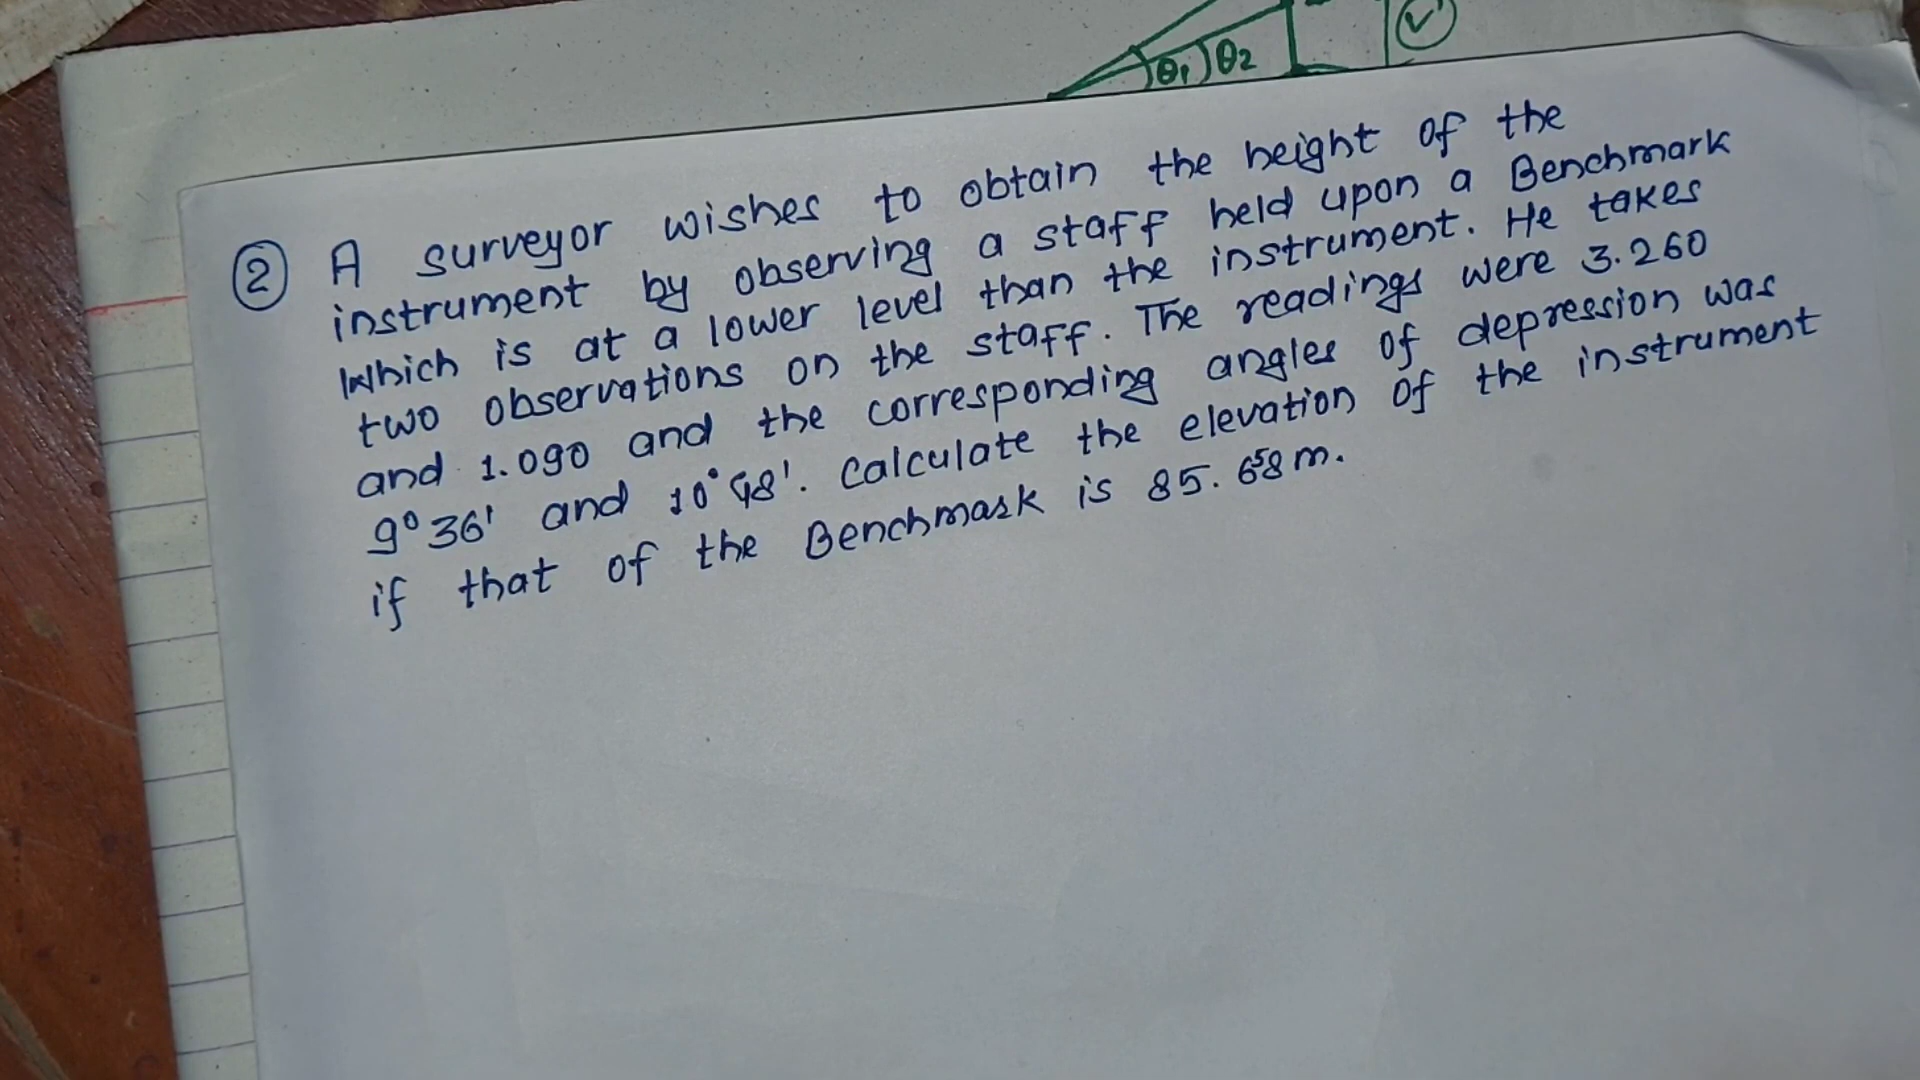 θ1 θ2
② A surveyor wishes to obtain the height of the
instrument by observing a staff held upon a Benchmark
Which is at a lower level than the instrument. He takes
two observations on the staff. The readings were 3.260
and 1.090 and the corresponding angles of depression was
9°36' and 10°48'. Calculate the elevation of the instrument
if that of the Benchmark is 85.658m.